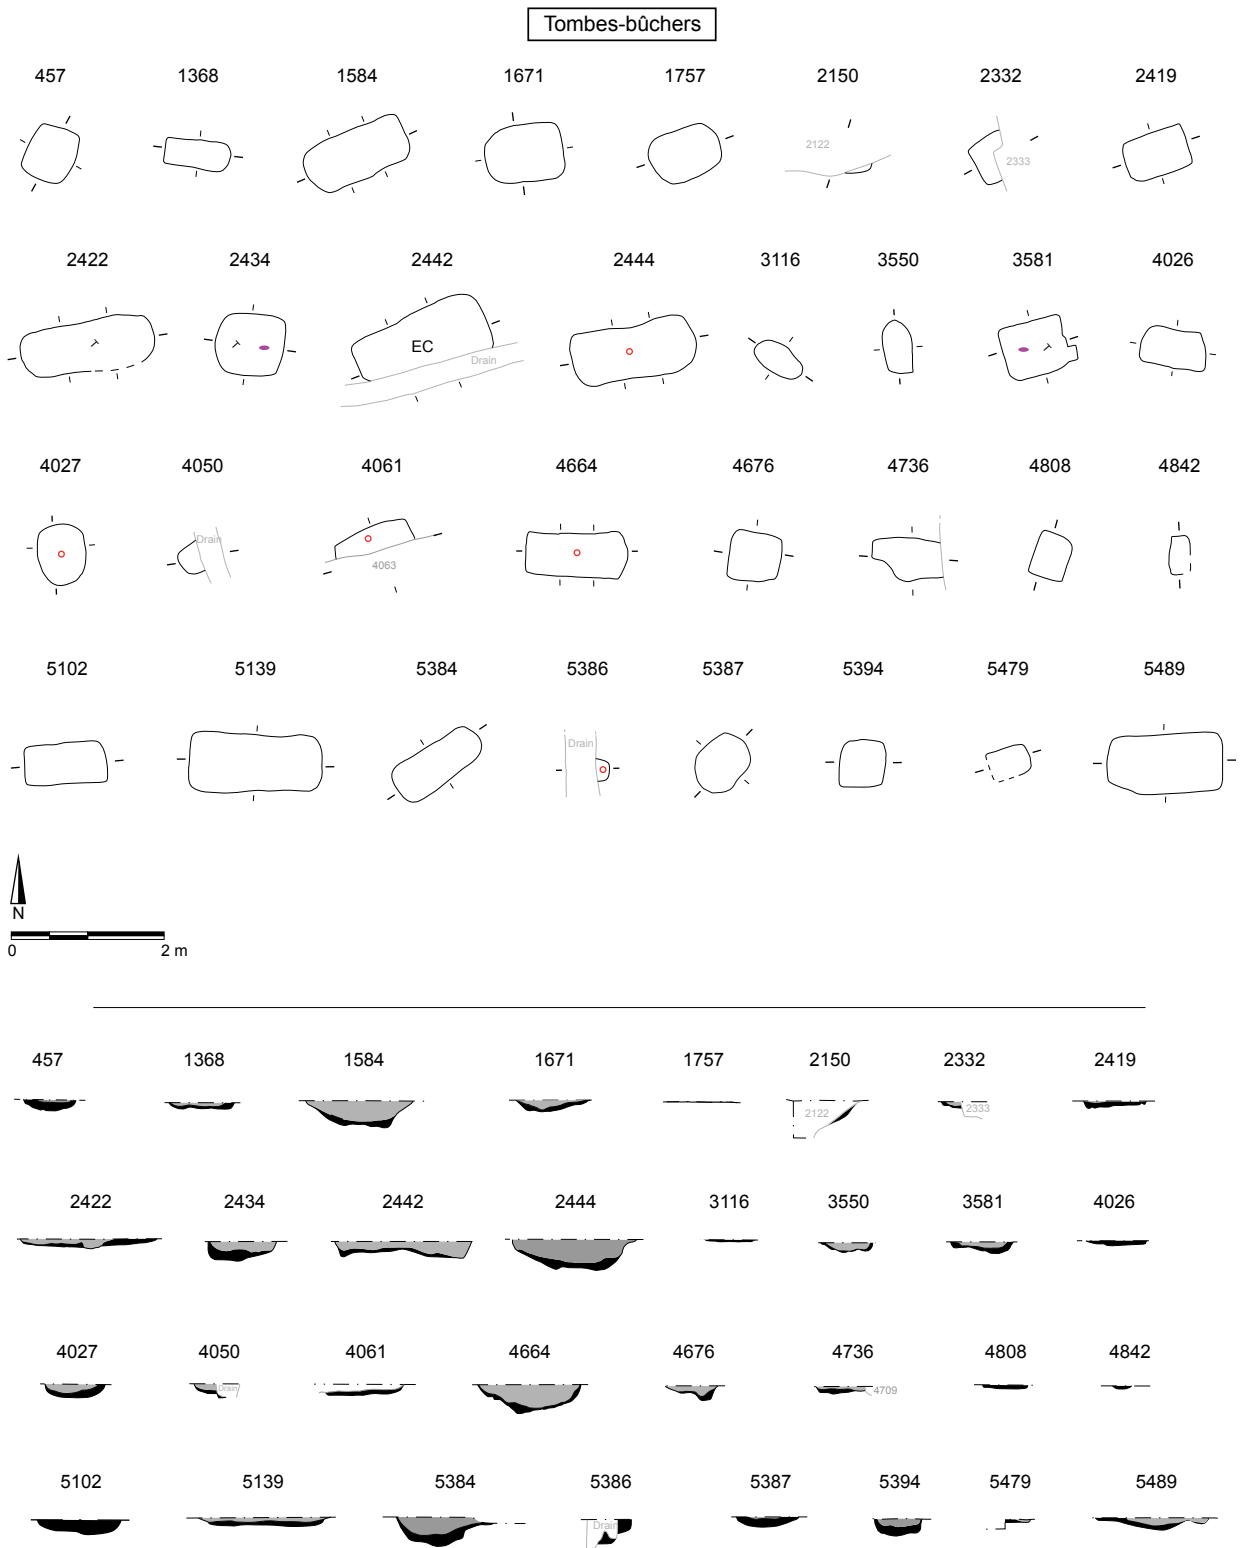 Tombes-bûchers
457 1368 1584 1671 1757 2150 2332 2419
2122
2333
2422 2434 2442 2444 3116 3550 3581 4026
EC
Drain
4027 4050 4061 4664 4676 4736 4808 4842
Drain
4063
5102 5139 5384 5386 5387 5394 5479 5489
Drain
N
0 2 m
457 1368 1584 1671 1757 2150 2332 2419
2122 2333
2422 2434 2442 2444 3116 3550 3581 4026
4027 4050 4061 4664 4676 4736 4808 4842
Drain 4709
5102 5139 5384 5386 5387 5394 5479 5489
Drain